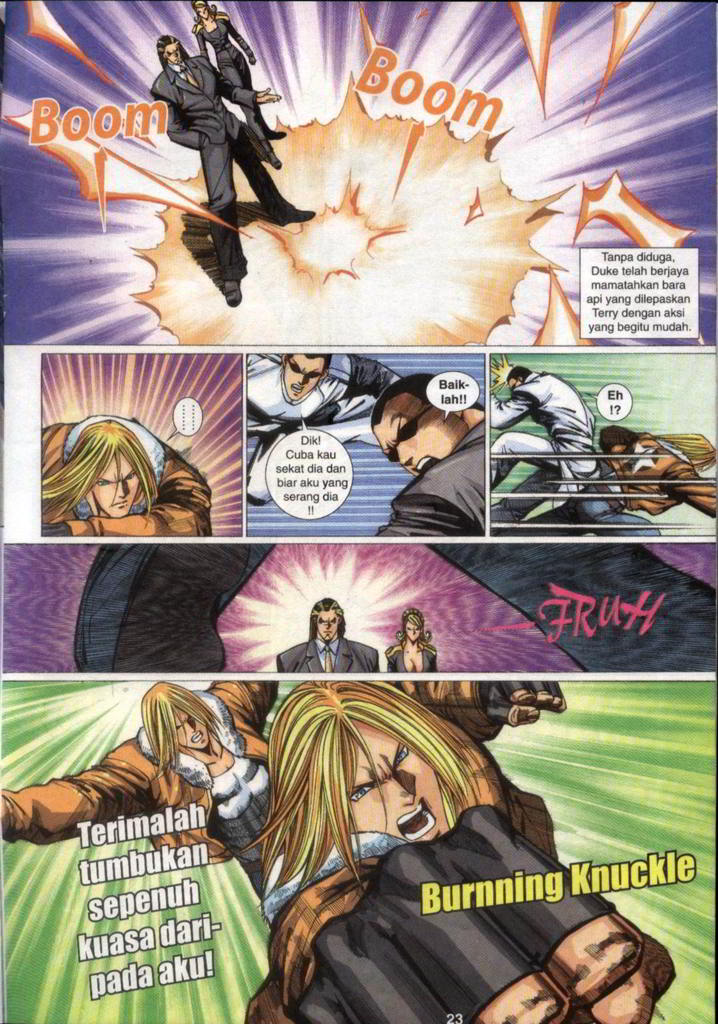 Boom
Boom
Tanpa diduga,
Duke telah berjaya
mamatahkan bara
api yang dilepaskan
Terry dengan aksi
yang begitu mudah.
Dik!
Cuba kau
sekat dia dan
biar aku yang
serang dia
!!
Baik-
lah!!
Eh
!?
FRUH
Terimalah
tumbukan
sepenuh
kuasa dari-
pada aku!
Burnning Knuckle
23